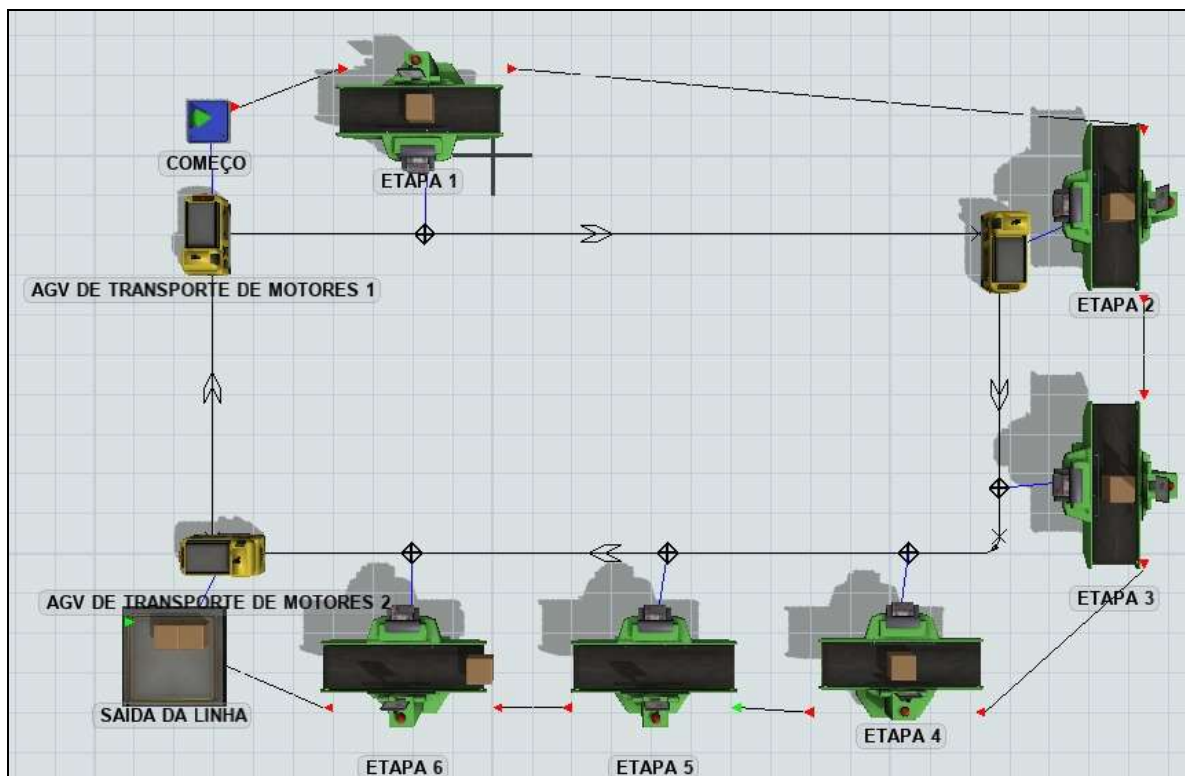 COMEÇO
ETAPA 1
AGV DE TRANSPORTE DE MOTORES 1
ETAPA 2
ETAPA 3
AGV DE TRANSPORTE DE MOTORES 2
SAÍDA DA LINHA
ETAPA 4
ETAPA 6
ETAPA 5